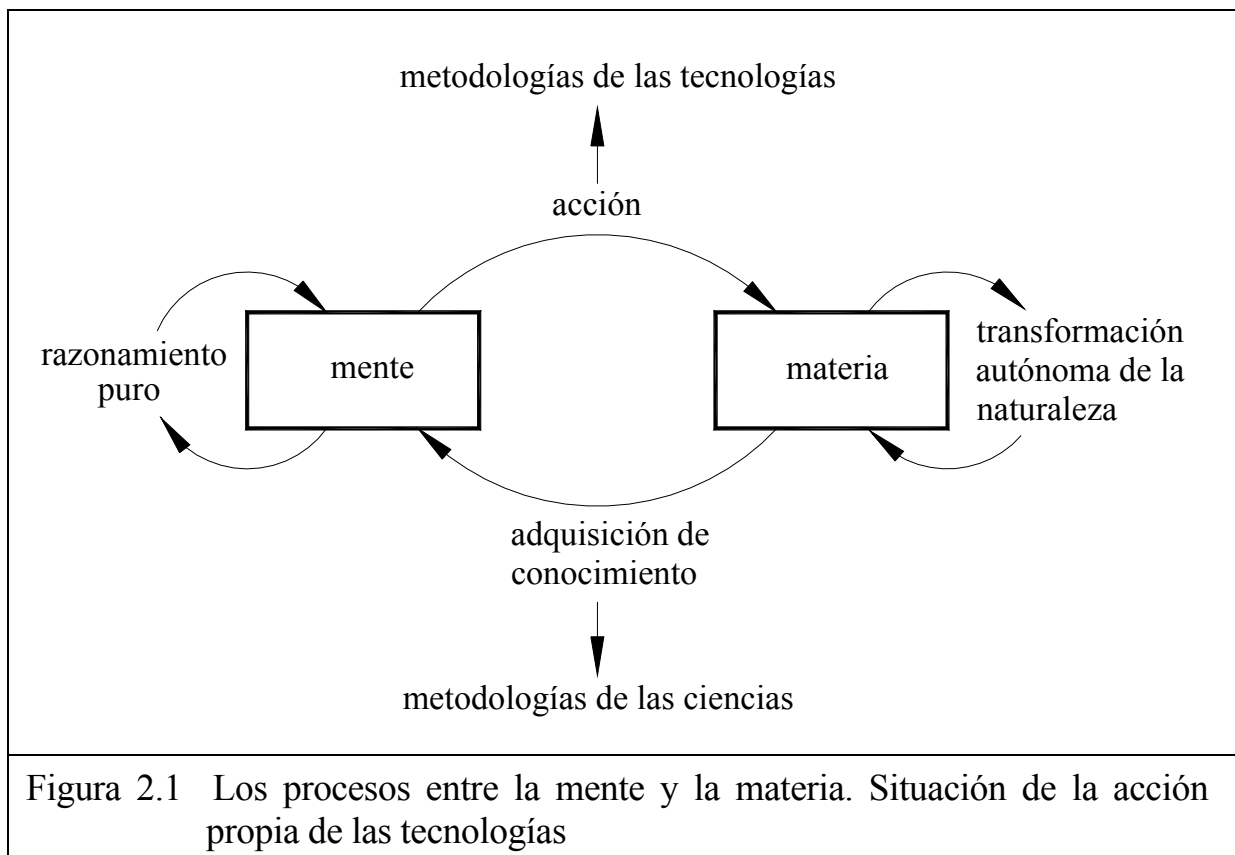 metodologías de las tecnologías
acción
razonamiento
puro
mente
materia
transformación
autónoma de la
naturaleza
adquisición de
conocimiento
metodologías de las ciencias
Figura 2.1 Los procesos entre la mente y la materia. Situación de la acción
propia de las tecnologías